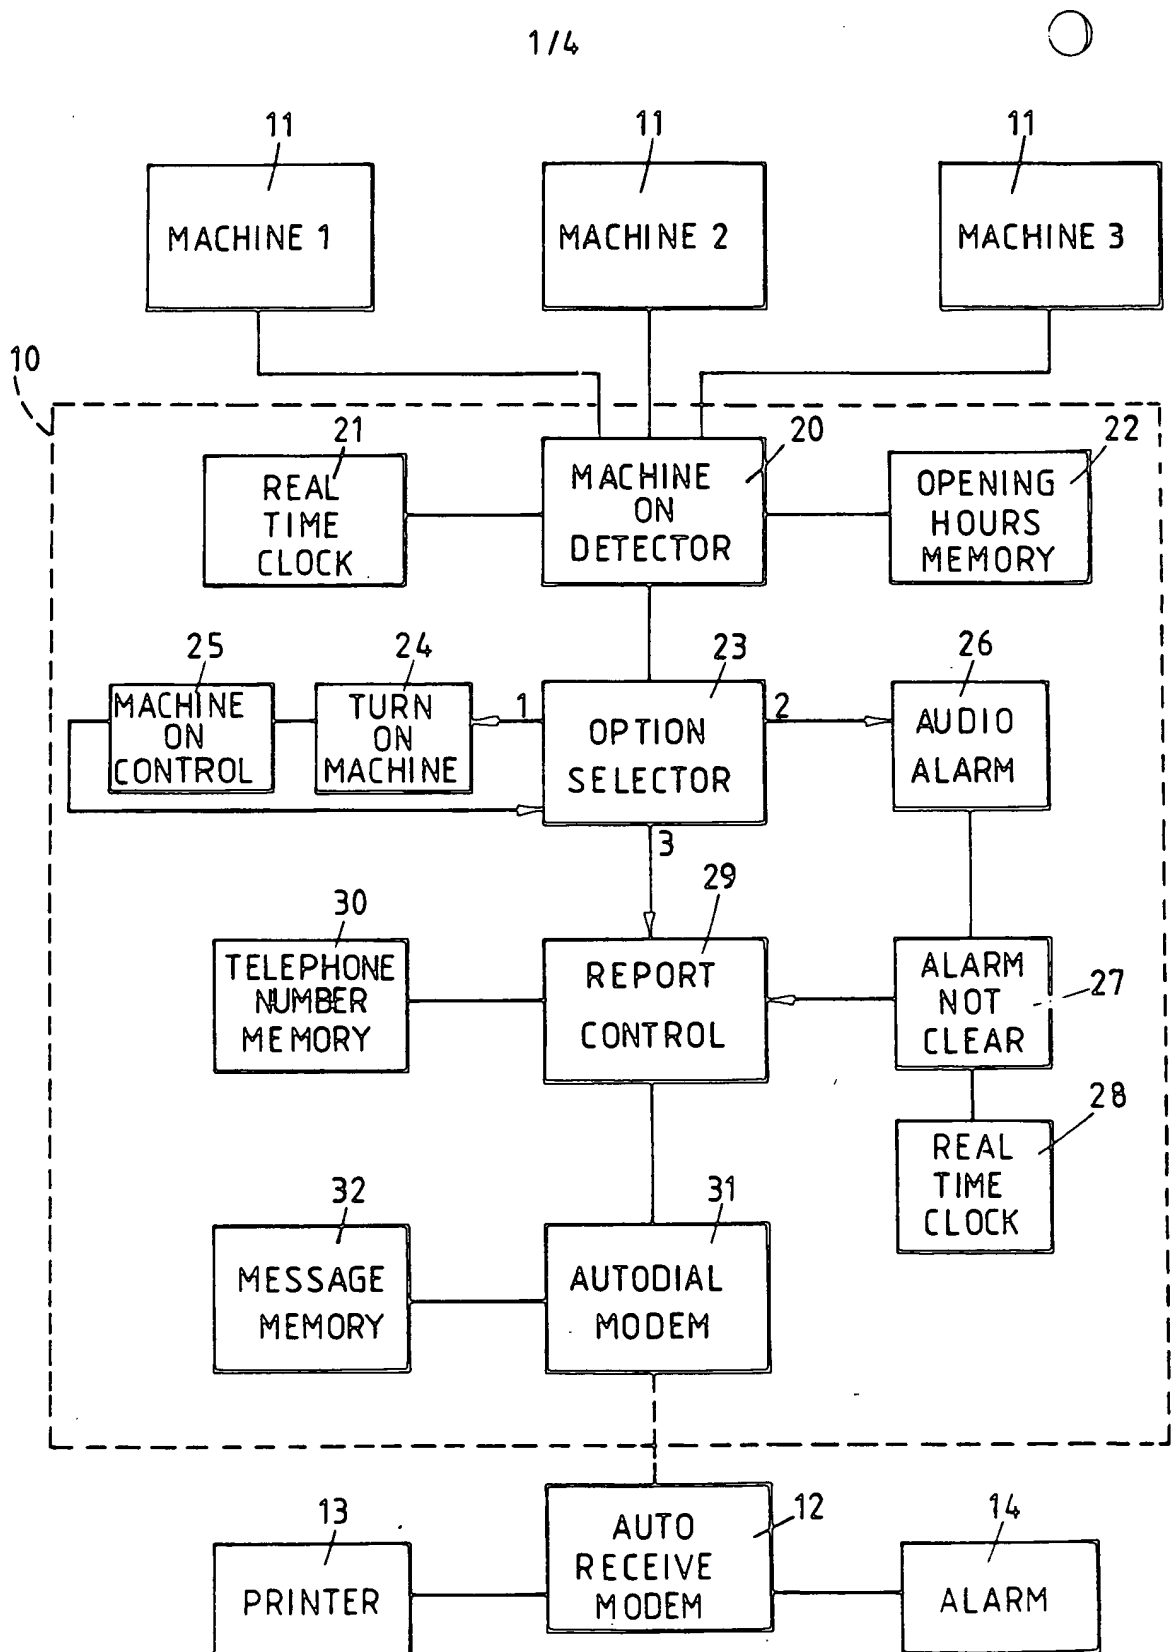 1/4
11
11
11
MACHINE 1
MACHINE 2
MACHINE 3
10
21
20
22
REAL
TIME
CLOCK
MACHINE
ON
DETECTOR
OPENING
HOURS
MEMORY
25
24
23
26
MACHINE
ON
CONTROL
TURN
ON
MACHINE
1
OPTION
SELECTOR
2
AUDIO
ALARM
3
30
29
TELEPHONE
NUMBER
MEMORY
REPORT
CONTROL
ALARM
NOT
CLEAR
27
28
REAL
TIME
CLOCK
32
31
MESSAGE
MEMORY
AUTODIAL
MODEM
13
12
14
PRINTER
AUTO
RECEIVE
MODEM
ALARM